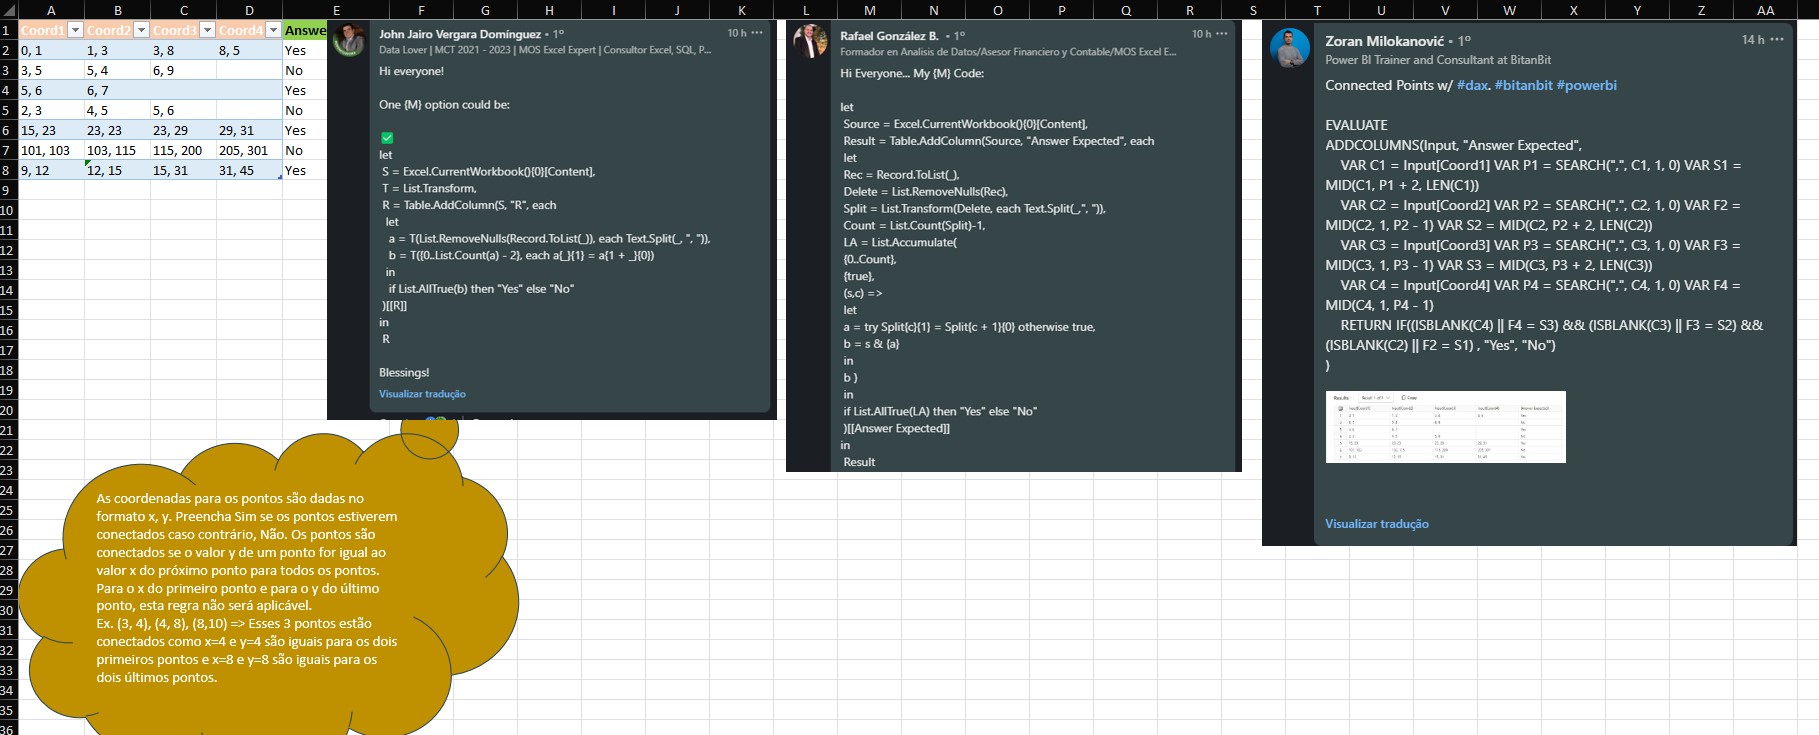 A B C D E F G H I J K L M N O P Q R S T U V W X Y Z AA
1 Coord1 Coord2 Coord3 Coord4 Answe
2 0, 1 1, 3 3, 8 8, 5 Yes
3 3, 5 5, 4 6, 9 No
4 5, 6 6, 7 Yes
5 2, 3 4, 5 5, 6 No
6 15, 23 23, 23 23, 29 29, 31 Yes
7 101, 103 103, 115 115, 200 205, 301 No
8 9, 12 12, 15 15, 31 31, 45 Yes
9
10
11
12
13
14
15
16
17
18
19
20
21
22
23
24
25
26
27
28
29
30
31
32
33
34
35
36
John Jairo Vergara Domínguez • 1º
10 h •••
Data Lover | MCT 2021 - 2023 | MOS Excel Expert | Consultor Excel, SQL, P...
Hi everyone!
One {M} option could be:
✅
let
S = Excel.CurrentWorkbook(){0}[Content],
T = List.Transform,
R = Table.AddColumn(S, "R", each
let
a = T(List.RemoveNulls(Record.ToList(_)), each Text.Split(_, ", ")),
b = T({0..List.Count(a) - 2}, each a{_}{1} = a{1 + _}{0})
in
if List.AllTrue(b) then "Yes" else "No"
)[[R]]
in
R
Blessings!
Visualizar tradução
Rafael González B. • 1º
10 h •••
Formador en Analisis de Datos/Asesor Financiero y Contable/MOS Excel E...
Hi Everyone... My {M} Code:
let
Source = Excel.CurrentWorkbook(){0}[Content],
Result = Table.AddColumn(Source, "Answer Expected", each
let
Rec = Record.ToList(_),
Delete = List.RemoveNulls(Rec),
Split = List.Transform(Delete, each Text.Split(_,", ")),
Count = List.Count(Split)-1,
LA = List.Accumulate(
{0..Count},
{true},
(s,c) =>
let
a = try Split{c}{1} = Split{c + 1}{0} otherwise true,
b = s & {a}
in
b )
in
if List.AllTrue(LA) then "Yes" else "No"
)[[Answer Expected]]
in
Result
Zoran Milokanović • 1º
14 h •••
Power BI Trainer and Consultant at BitanBit
Connected Points w/ #dax. #bitanbit #powerbi
EVALUATE
ADDCOLUMNS(Input, "Answer Expected",
VAR C1 = Input[Coord1] VAR P1 = SEARCH(",", C1, 1, 0) VAR S1 =
MID(C1, P1 + 2, LEN(C1))
VAR C2 = Input[Coord2] VAR P2 = SEARCH(",", C2, 1, 0) VAR F2 =
MID(C2, 1, P2 - 1) VAR S2 = MID(C2, P2 + 2, LEN(C2))
VAR C3 = Input[Coord3] VAR P3 = SEARCH(",", C3, 1, 0) VAR F3 =
MID(C3, 1, P3 - 1) VAR S3 = MID(C3, P3 + 2, LEN(C3))
VAR C4 = Input[Coord4] VAR P4 = SEARCH(",", C4, 1, 0) VAR F4 =
MID(C4, 1, P4 - 1)
RETURN IF((ISBLANK(C4) || F4 = S3) && (ISBLANK(C3) || F3 = S2) &&
(ISBLANK(C2) || F2 = S1) , "Yes", "No")
)
Results
Copy
Visualizar tradução
As coordenadas para os pontos são dadas no
formato x, y. Preencha Sim se os pontos estiverem
conectados caso contrário, Não. Os pontos são
conectados se o valor y de um ponto for igual ao
valor x do próximo ponto para todos os pontos.
Para o x do primeiro ponto e para o y do último
ponto, esta regra não será aplicável.
Ex. (3, 4), (4, 8), (8,10) => Esses 3 pontos estão
conectados como x=4 e y=4 são iguais para os dois
primeiros pontos e x=8 e y=8 são iguais para os
dois últimos pontos.